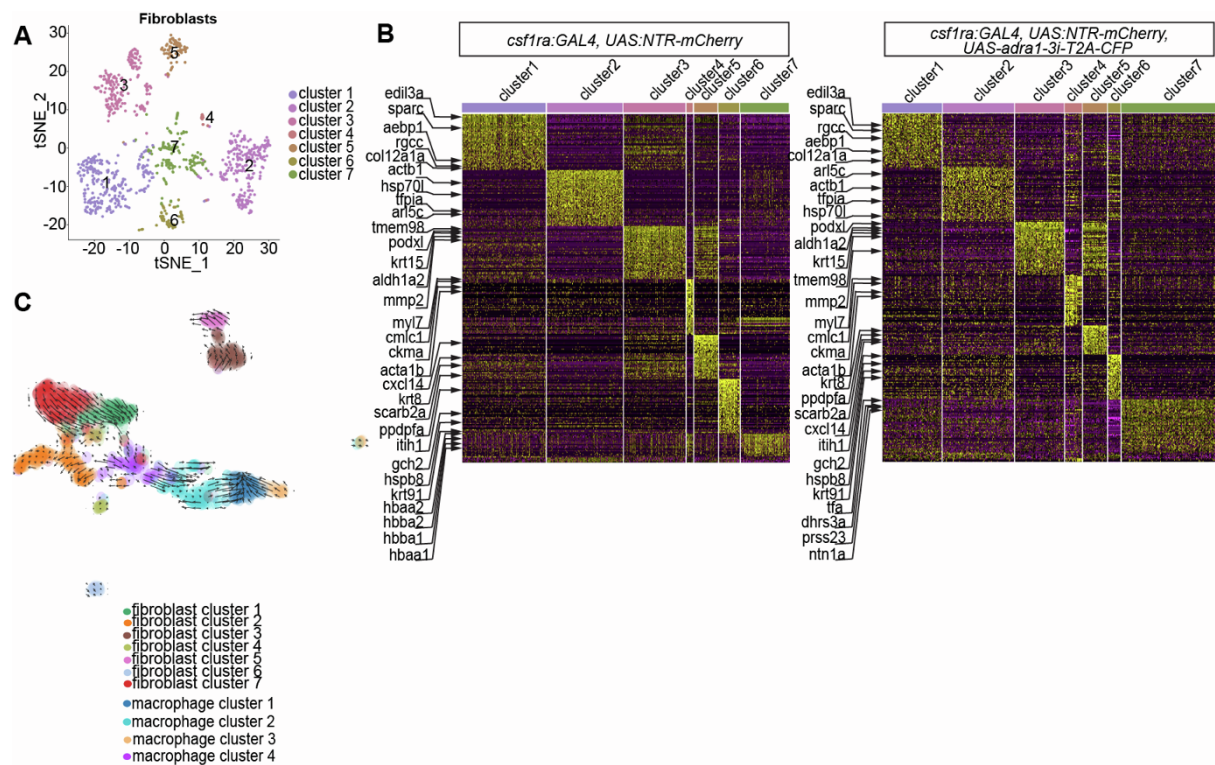 A
Fibroblasts
30
20
10
0
-10
-20
tSNE_2
-20
-10
0
10
20
30
tSNE_1
1
2
3
4
5
6
7
cluster 1
cluster 2
cluster 3
cluster 4
cluster 5
cluster 6
cluster 7
B
csf1ra:GAL4, UAS:NTR-mCherry
cluster1
cluster2
cluster3
cluster4
cluster5
cluster6
cluster7
edil3a
sparc
aebp1
rgcc
col12a1a
actb1
hsp70l
tfpia
arl5c
tmem98
podxl
krt15
aldh1a2
mmp2
myl7
cmlc1
ckma
acta1b
cxcl14
krt8
scarb2a
ppdpfa
itih1
gch2
hspb8
krt91
hbaa2
hbba2
hbba1
hbaa1
csf1ra:GAL4, UAS:NTR-mCherry,
UAS-adra1-3i-T2A-CFP
cluster1
cluster2
cluster3
cluster4
cluster5
cluster6
cluster7
edil3a
sparc
rgcc
aebp1
col12a1a
arl5c
actb1
tfpia
hsp70l
podxl
aldh1a2
krt15
tmem98
mmp2
myl7
cmlc1
ckma
acta1b
krt8
ppdpfa
scarb2a
cxcl14
itih1
gch2
hspb8
krt91
tfa
dhrs3a
prss23
ntn1a
C
fibroblast cluster 1
fibroblast cluster 2
fibroblast cluster 3
fibroblast cluster 4
fibroblast cluster 5
fibroblast cluster 6
fibroblast cluster 7
macrophage cluster 1
macrophage cluster 2
macrophage cluster 3
macrophage cluster 4